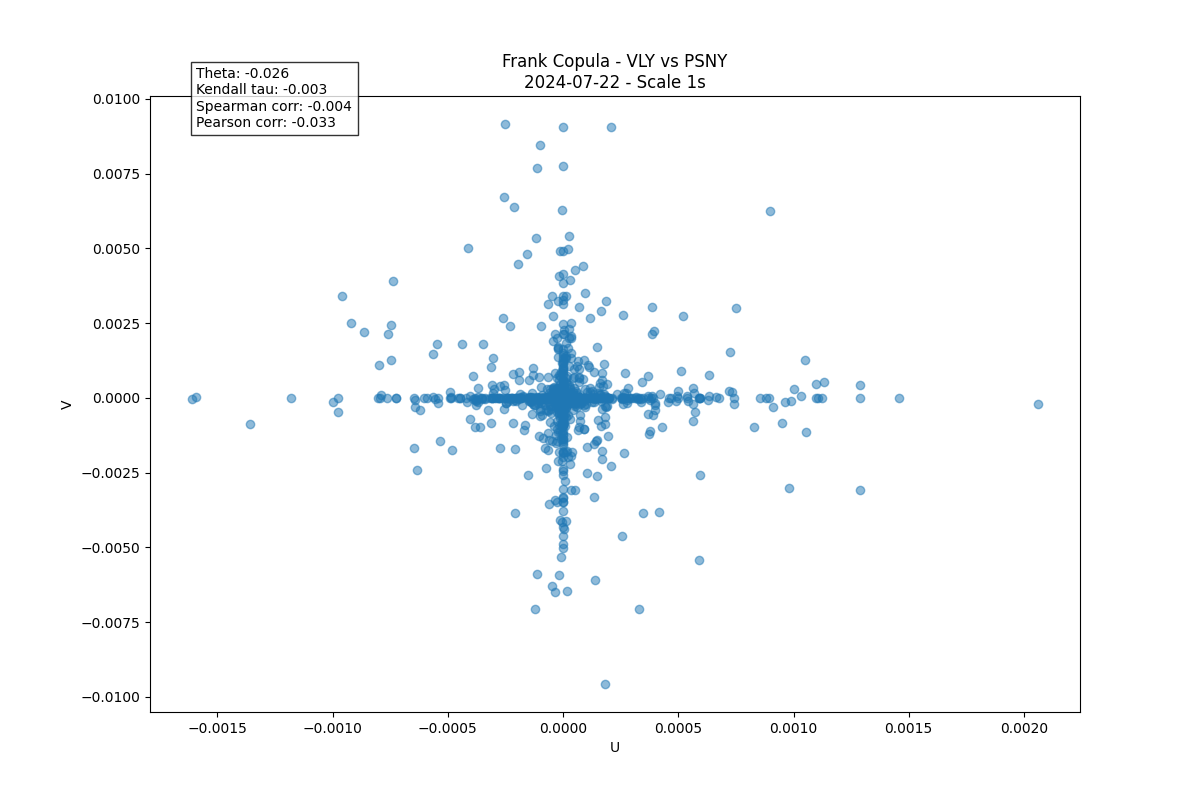 Frank Copula - VLY vs PSNY
2024-07-22 - Scale 1s
Theta: -0.026
Kendall tau: -0.003
Spearman corr: -0.004
Pearson corr: -0.033
0.0100
0.0075
0.0050
0.0025
0.0000
−0.0025
−0.0050
−0.0075
−0.0100
V
−0.0015
−0.0010
−0.0005
0.0000
0.0005
0.0010
0.0015
0.0020
U